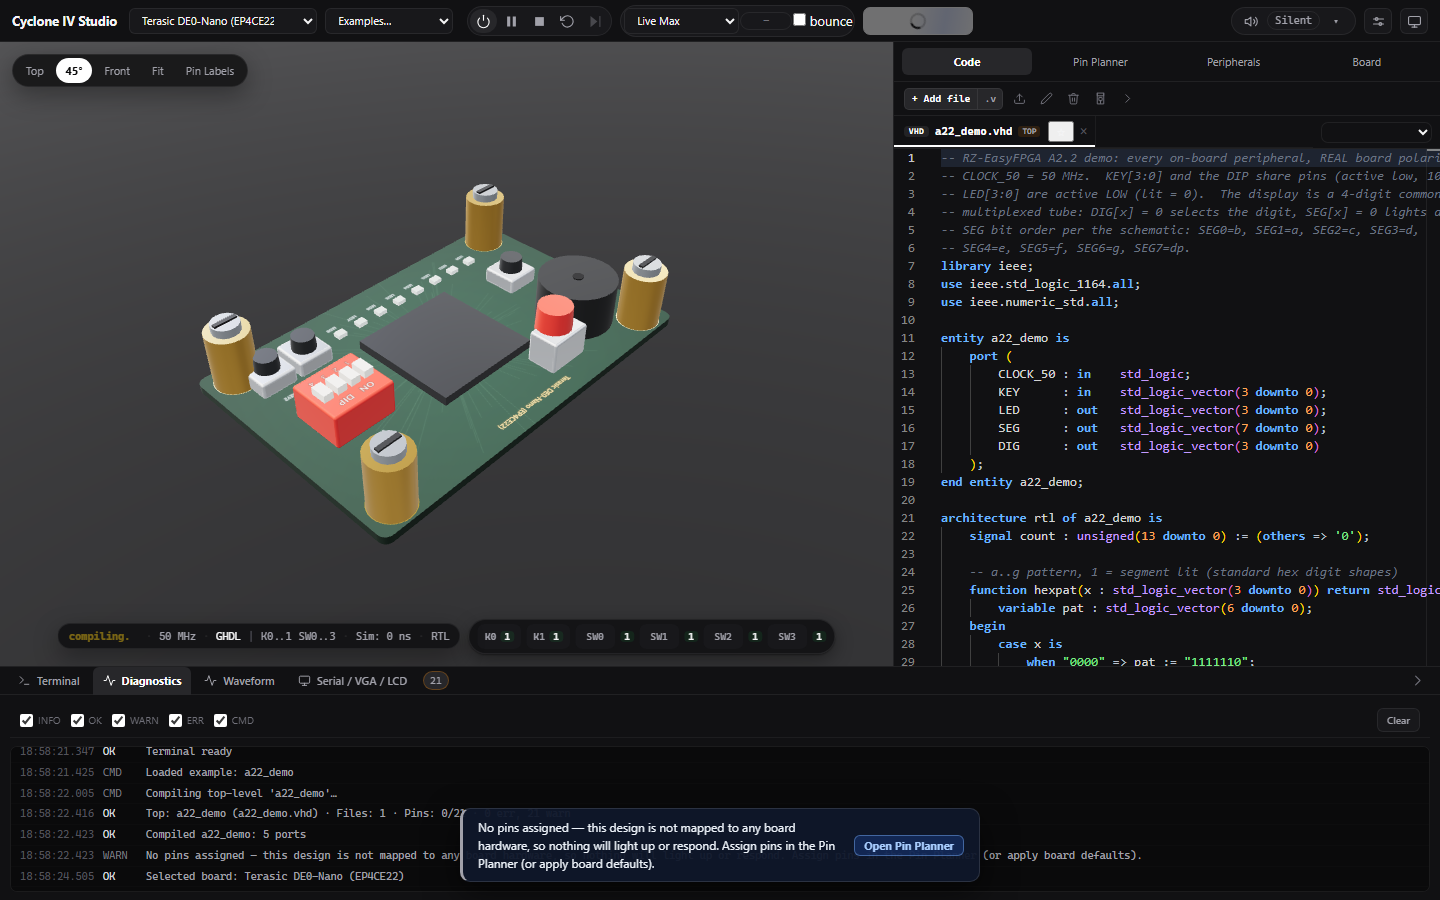 Cyclone IV Studio
Terasic DE0-Nano (EP4CE22
Examples...
Live Max
–
bounce
Silent
Top
45°
Front
Fit
Pin Labels
ON
DIP
Terasic DE0-Nano (EP4CE22)
compiling. · 50 MHz · GHDL | K0..1 SW0..3 · Sim: 0 ns · RTL
K0 1 K1 1 SW0 1 SW1 1 SW2 1 SW3 1
Code
Pin Planner
Peripherals
Board
+ Add file .v
VHD a22_demo.vhd TOP ×
1 -- RZ-EasyFPGA A2.2 demo: every on-board peripheral, REAL board polari
2 -- CLOCK_50 = 50 MHz.  KEY[3:0] and the DIP share pins (active low, 10
3 -- LED[3:0] are active LOW (lit = 0).  The display is a 4-digit common
4 -- multiplexed tube: DIG[x] = 0 selects the digit, SEG[x] = 0 lights a
5 -- SEG bit order per the schematic: SEG0=b, SEG1=a, SEG2=c, SEG3=d,
6 -- SEG4=e, SEG5=f, SEG6=g, SEG7=dp.
7 library ieee;
8 use ieee.std_logic_1164.all;
9 use ieee.numeric_std.all;
10
11 entity a22_demo is
12 port (
13 CLOCK_50 : in std_logic;
14 KEY : in std_logic_vector(3 downto 0);
15 LED : out std_logic_vector(3 downto 0);
16 SEG : out std_logic_vector(7 downto 0);
17 DIG : out std_logic_vector(3 downto 0)
18 );
19 end entity a22_demo;
20
21 architecture rtl of a22_demo is
22 signal count : unsigned(13 downto 0) := (others => '0');
23
24 -- a..g pattern, 1 = segment lit (standard hex digit shapes)
25 function hexpat(x : std_logic_vector(3 downto 0)) return std_logic
26 variable pat : std_logic_vector(6 downto 0);
27 begin
28 case x is
29 when "0000" => pat := "1111110";
Terminal
Diagnostics
Waveform
Serial / VGA / LCD
21
INFO
OK
WARN
ERR
CMD
Clear
18:58:21.347 OK Terminal ready
18:58:21.425 CMD Loaded example: a22_demo
18:58:22.005 CMD Compiling top-level 'a22_demo'…
18:58:22.416 OK Top: a22_demo (a22_demo.vhd) · Files: 1 · Pins: 0/2
18:58:22.423 OK Compiled a22_demo: 5 ports
18:58:22.423 WARN No pins assigned — this design is not mapped to any (or apply board defaults).
18:58:24.505 OK Selected board: Terasic DE0-Nano (EP4CE22)
No pins assigned — this design is not mapped to any board
hardware, so nothing will light up or respond. Assign pins in the Pin
Planner (or apply board defaults).
Open Pin Planner